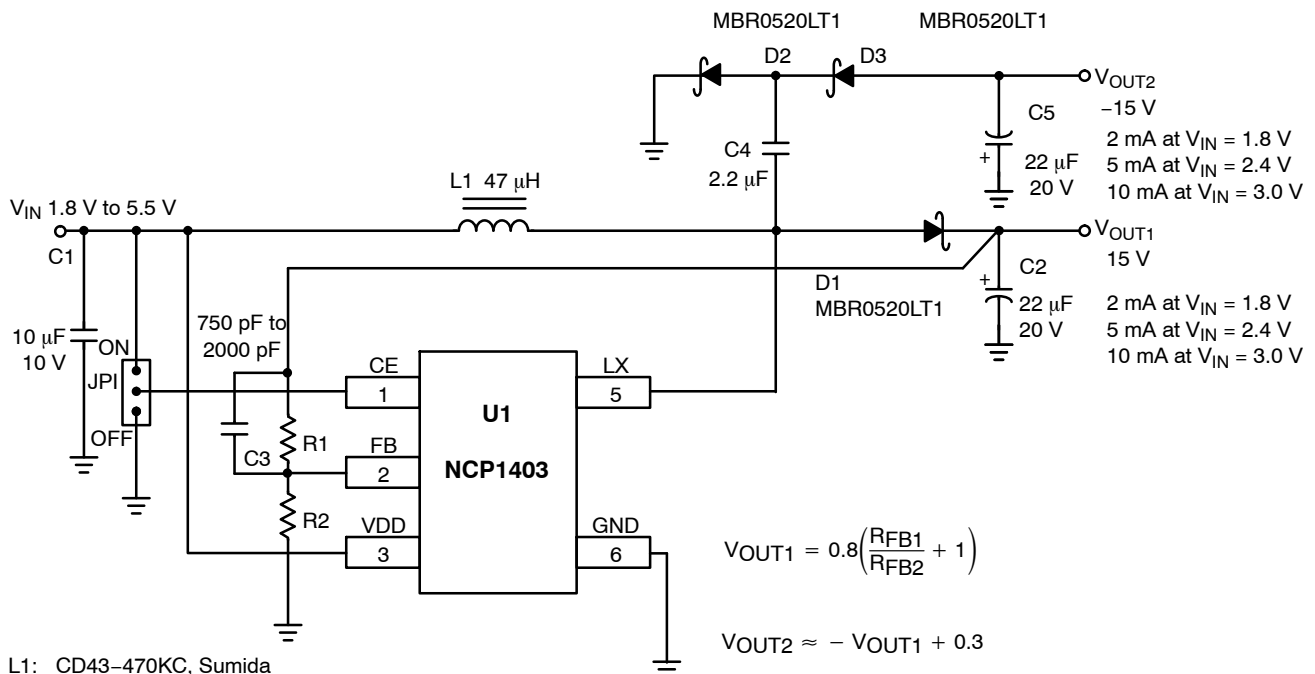 MBR0520LT1
MBR0520LT1
D2
D3
VOUT2
−15 V
C5
2 mA at VIN = 1.8 V
5 mA at VIN = 2.4 V
10 mA at VIN = 3.0 V
+
22 μF
20 V
C4
2.2 μF
L1 47 μH
VIN 1.8 V to 5.5 V
C1
VOUT1
15 V
C2
+
22 μF
20 V
2 mA at VIN = 1.8 V
5 mA at VIN = 2.4 V
10 mA at VIN = 3.0 V
D1
MBR0520LT1
750 pF to
2000 pF
10 μF
10 V
ON
JPI
OFF
CE
1
LX
5
U1
NCP1403
R1
C3
FB
2
R2
VDD
3
GND
6
VOUT1 = 0.8(RFB1/RFB2 + 1)
VOUT2 ≈ − VOUT1 + 0.3
L1: CD43−470KC, Sumida